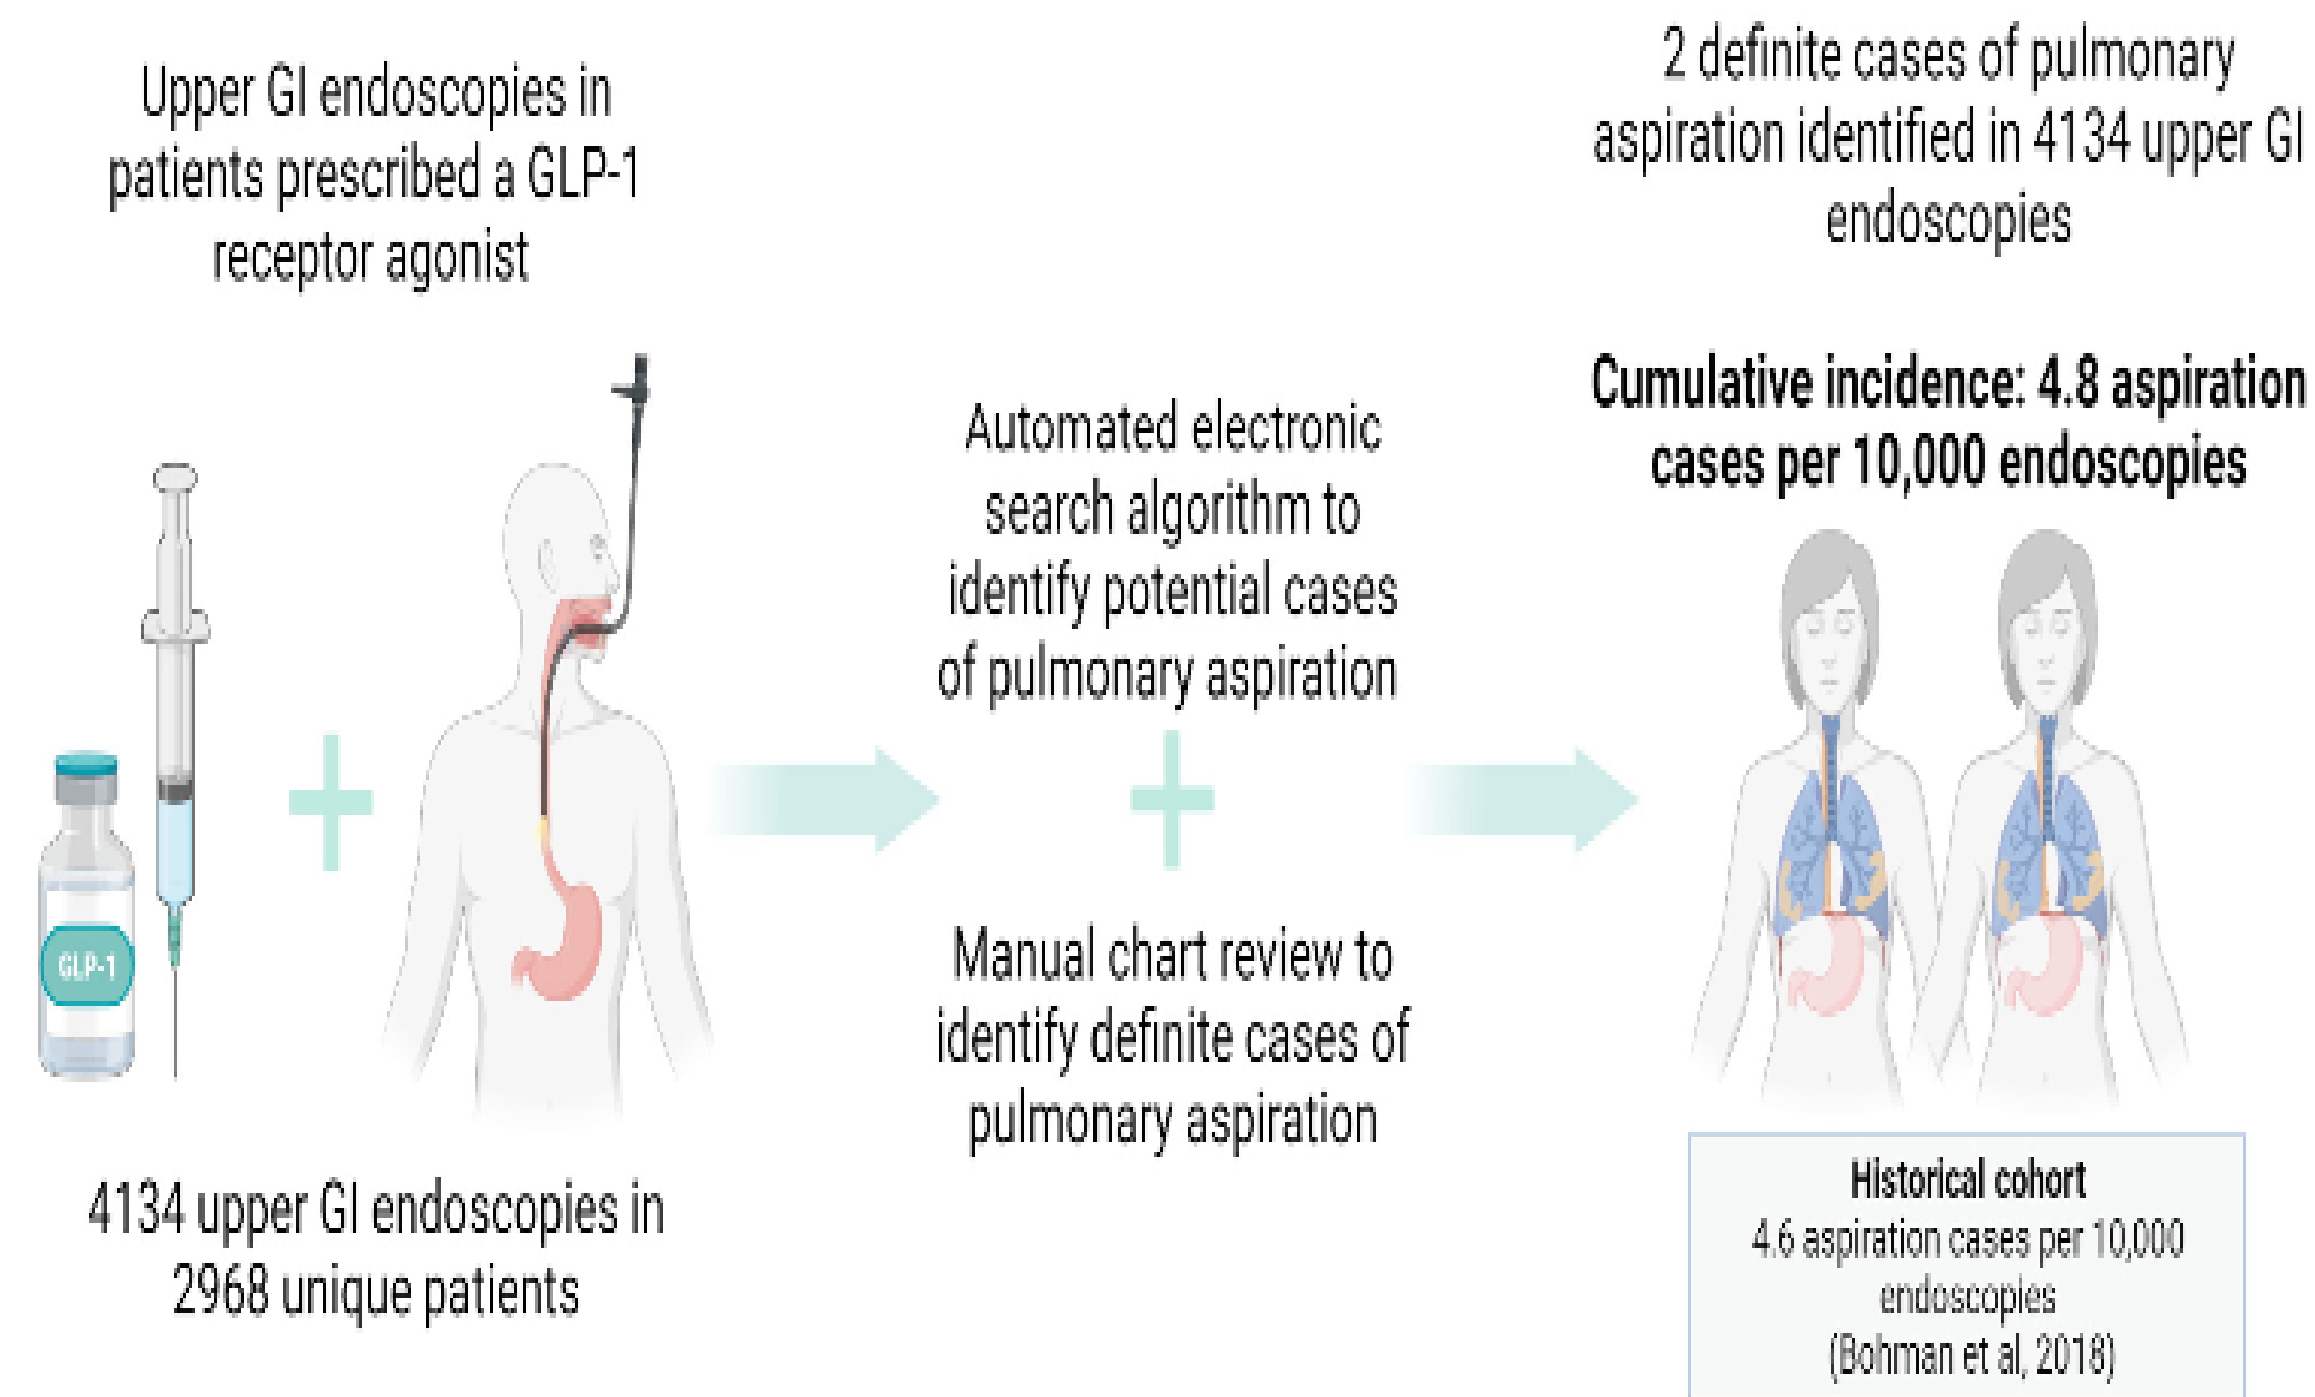 Upper GI endoscopies in
patients prescribed a GLP-1
receptor agonist
GLP-1
4134 upper GI endoscopies in
2968 unique patients
Automated electronic
search algorithm to
identify potential cases
of pulmonary aspiration
Manual chart review to
identify definite cases of
pulmonary aspiration
2 definite cases of pulmonary
aspiration identified in 4134 upper GI
endoscopies
Cumulative incidence: 4.8 aspiration
cases per 10,000 endoscopies
Historical cohort
4.6 aspiration cases per 10,000
endoscopies
(Bohman et al, 2018)